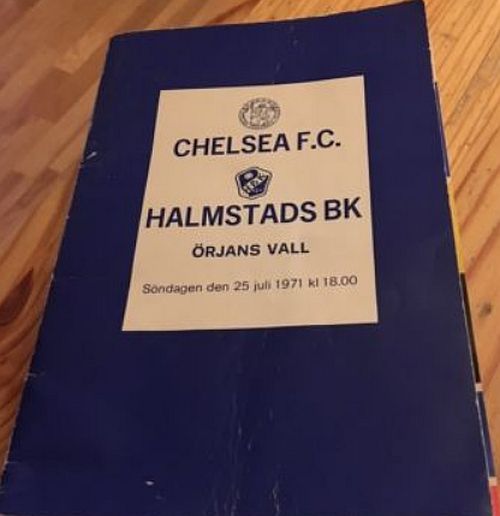 CHELSEA F.C.
HALMSTADS BK
ÖRJANS VALL
Söndagen den 25 juli 1971 kl 18.00